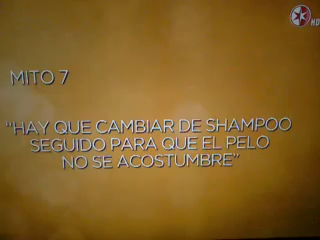 MITO 7
"HAY QUE CAMBIAR DE SHAMPOO
SEGUIDO PARA QUE EL PELO
NO SE ACOSTUMBRE"